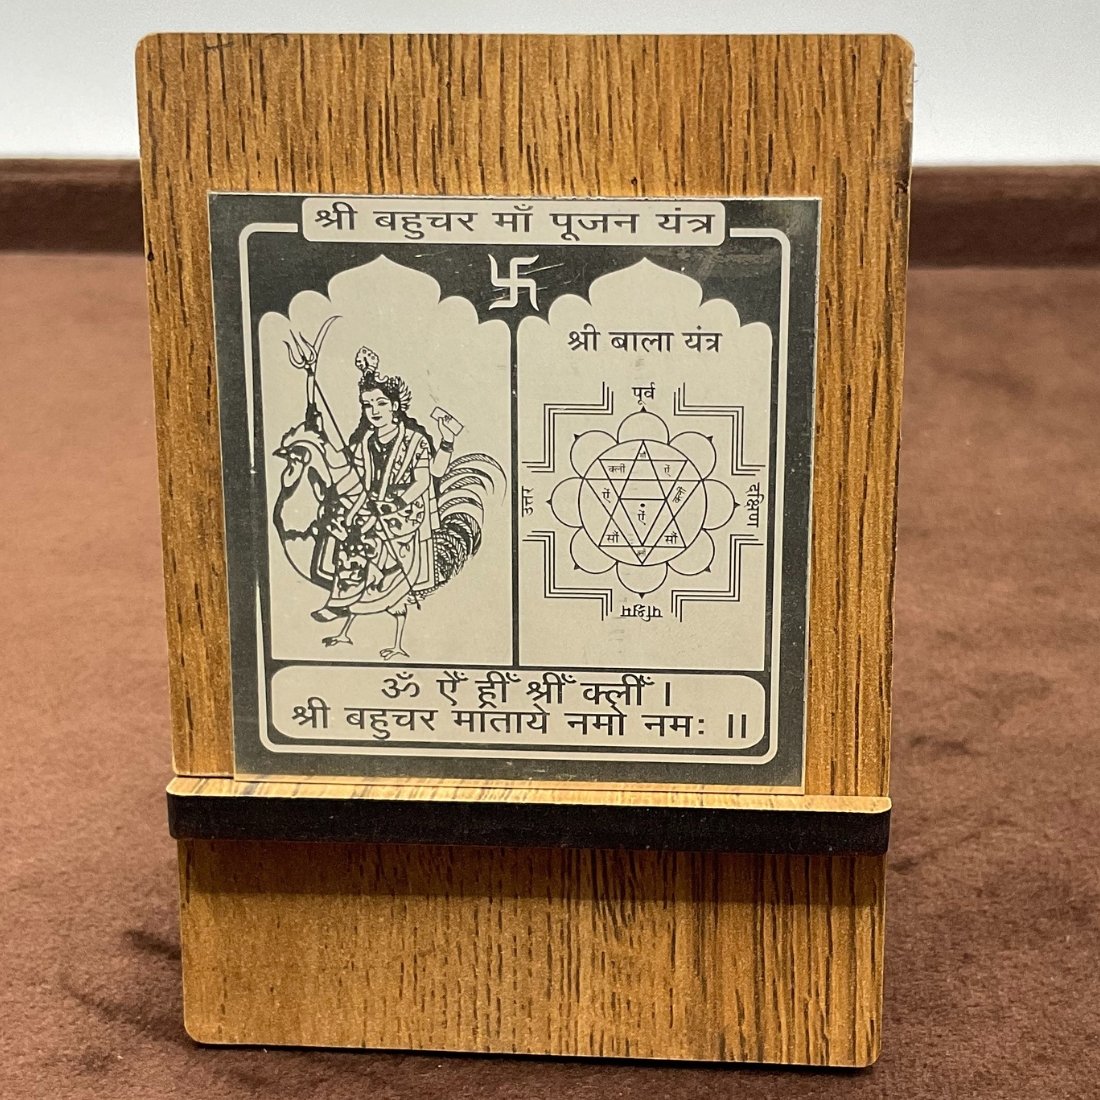 श्री बहुचर माँ पूजन यंत्र
श्री बाला यंत्र
पूर्व
उत्तर
दक्षिण
क्लीं
ऐं
ऐं
ऐं
सौं
सौं
पश्चिम
ॐ ऐँ ह्रीँ श्रीँ क्लीँ ।
श्री बहुचर माताये नमो नमः ।।